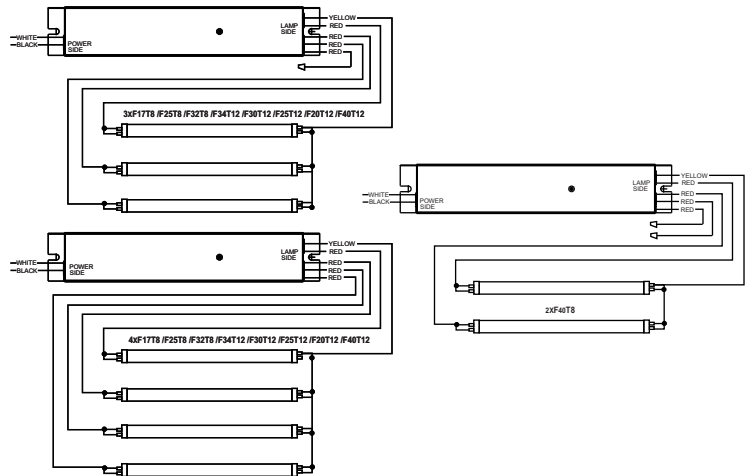 YELLOW
LAMP SIDE
RED
RED
RED
RED
WHITE
BLACK
POWER SIDE
3xF17T8 /F25T8 /F32T8 /F34T12 /F30T12 /F25T12 /F20T12 /F40T12
YELLOW
LAMP SIDE
RED
RED
RED
RED
WHITE
BLACK
POWER SIDE
4xF17T8 /F25T8 /F32T8 /F34T12 /F30T12 /F25T12 /F20T12 /F40T12
YELLOW
LAMP SIDE
RED
RED
RED
RED
WHITE
BLACK
POWER SIDE
2xF40T8